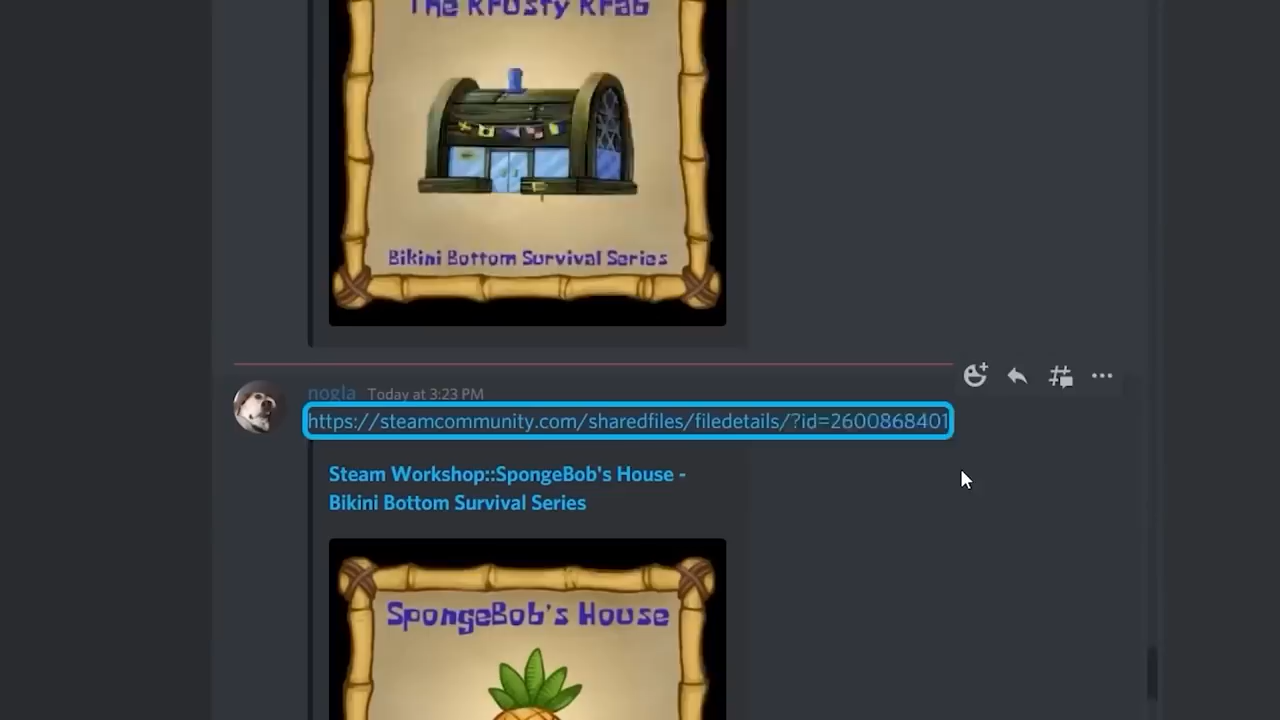 The Krusty Krab
Bikini Bottom Survival Series
nogla Today at 3:23 PM
https://steamcommunity.com/sharedfiles/filedetails/?id=2600868401
Steam Workshop::SpongeBob's House -
Bikini Bottom Survival Series
SpongeBob's House